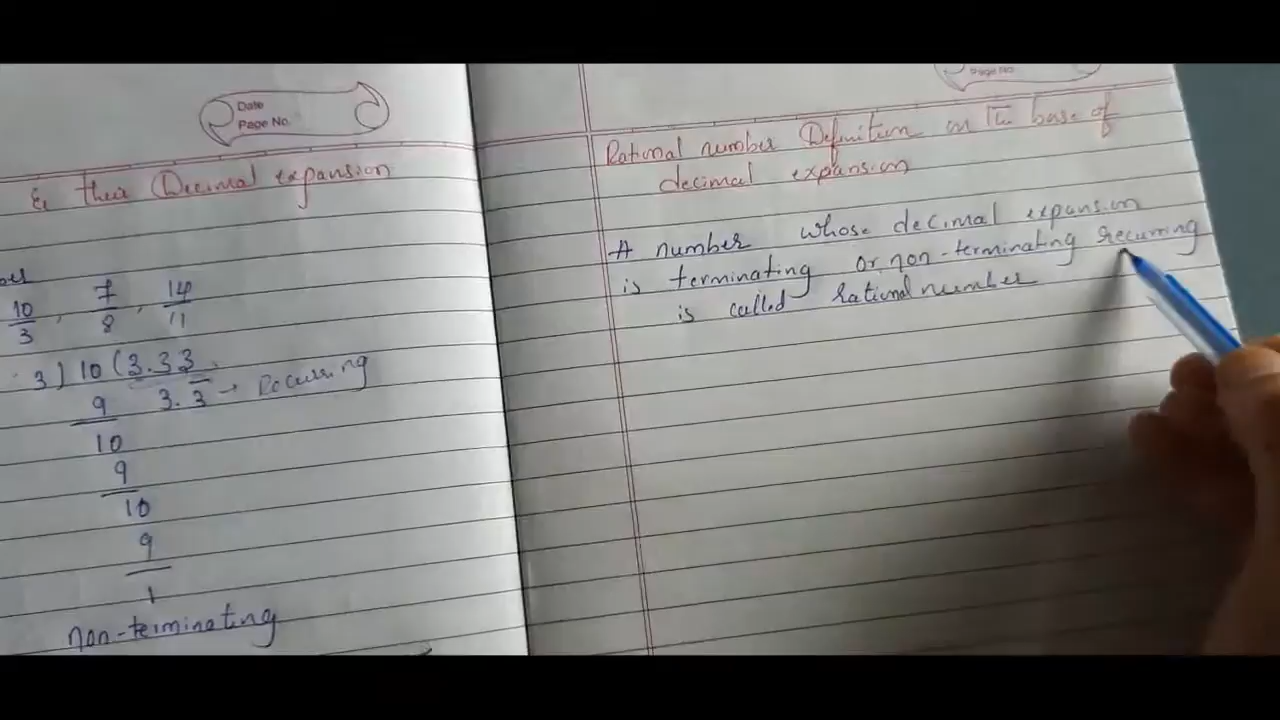 Date
Page No.
& their Decimal expansion
10/3, 7/8, 14/11
3) 10 (3.33
9 3.3̅ → Recurring
10
9
10
9
1
non-terminating
Page No.
Rational number Definition on the base of
decimal expansion
A number whose decimal expansion
is terminating or non-terminating recurring
is called rational number